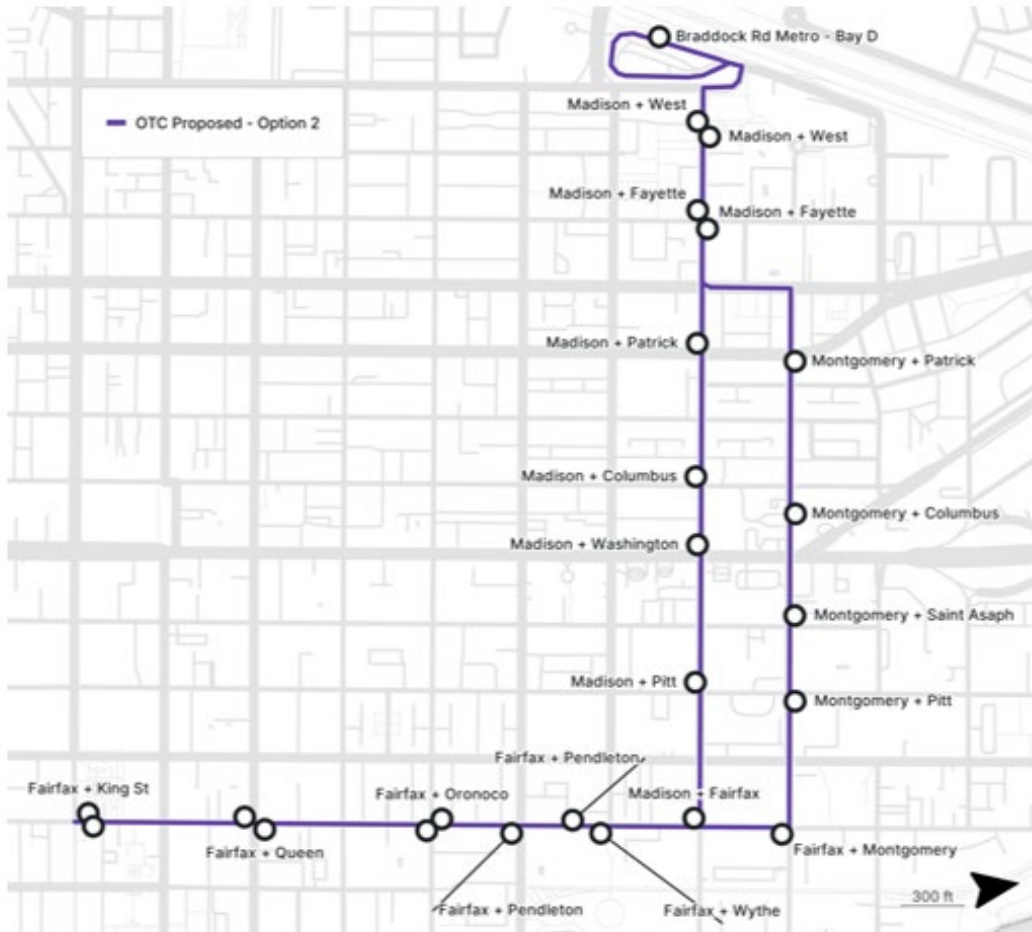 Braddock Rd Metro - Bay D
OTC Proposed - Option 2
Madison + West
Madison + West
Madison + Fayette
Madison + Fayette
Madison + Patrick
Montgomery + Patrick
Madison + Columbus
Montgomery + Columbus
Madison + Washington
Montgomery + Saint Asaph
Madison + Pitt
Montgomery + Pitt
Fairfax + Pendleton
Fairfax + King St
Fairfax + Oronoco
Madison + Fairfax
Fairfax + Queen
Fairfax + Montgomery
300 ft
Fairfax + Pendleton
Fairfax + Wythe